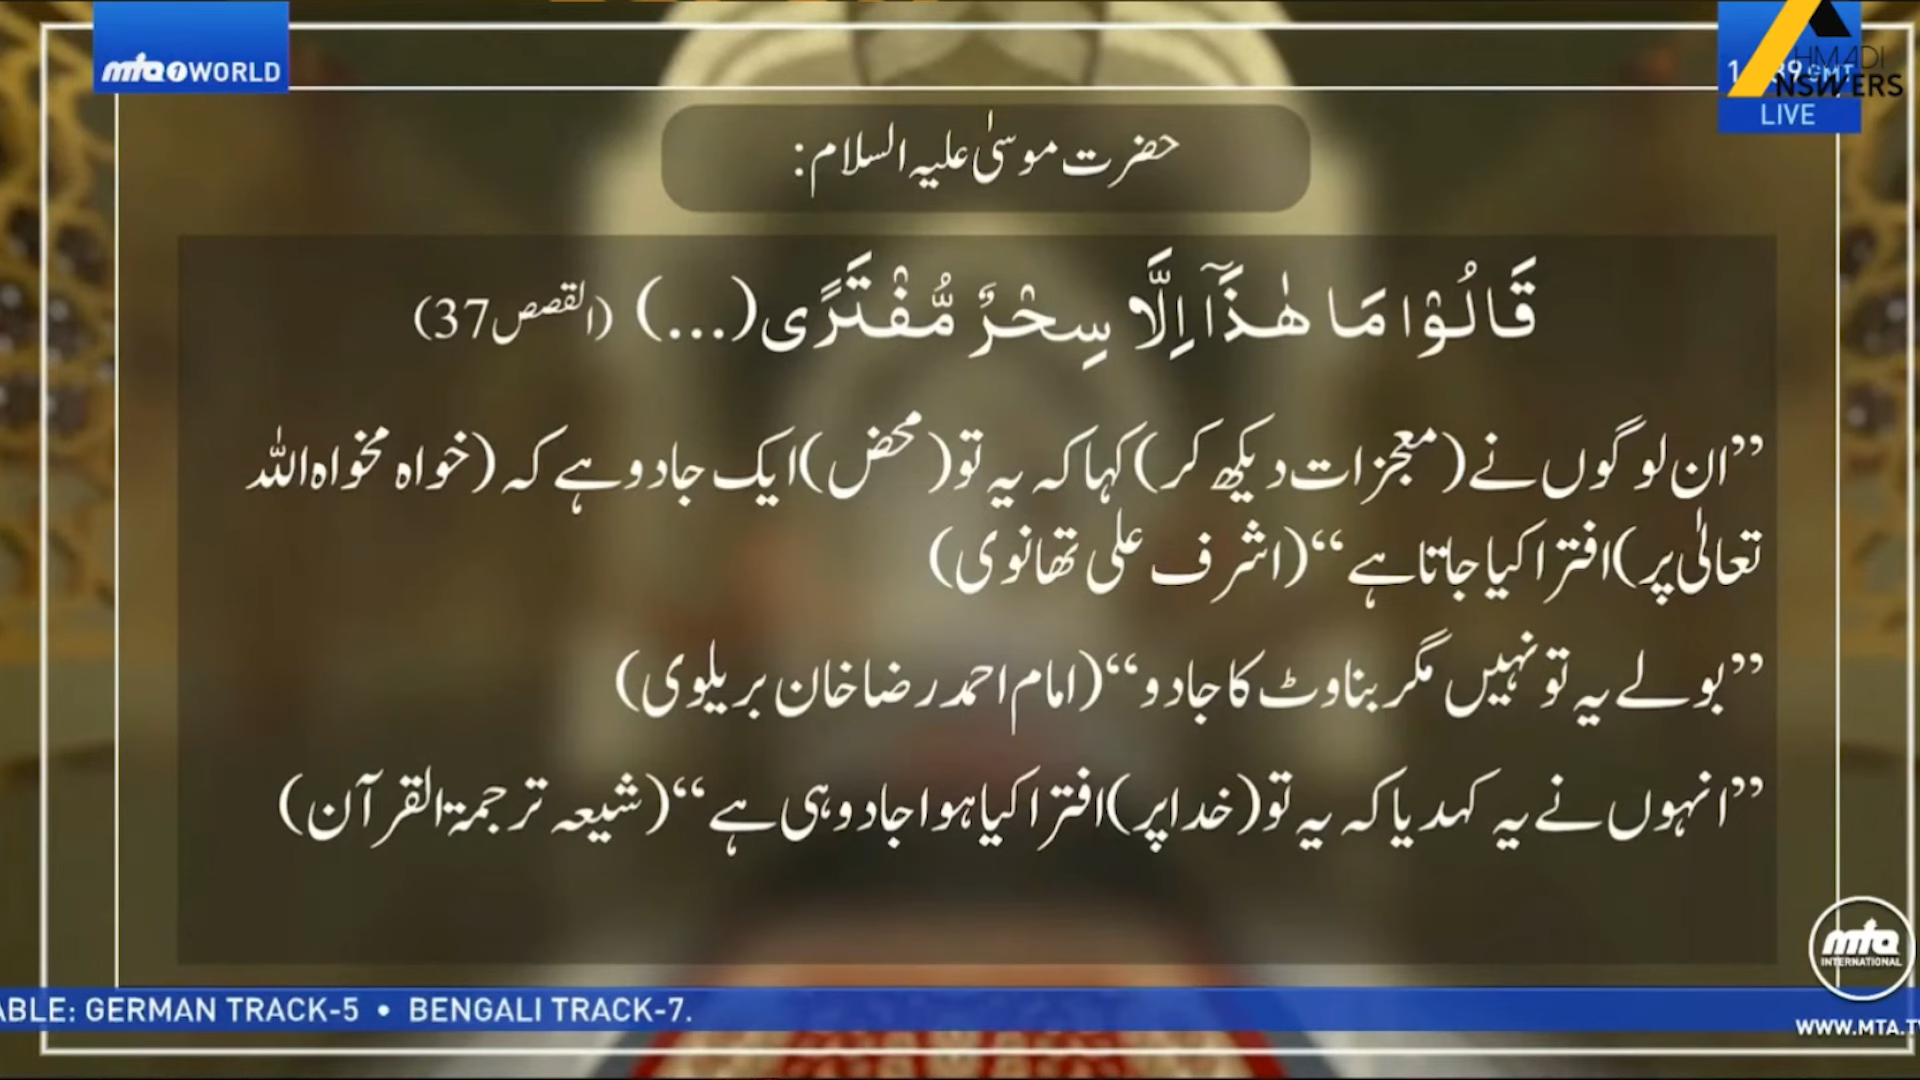 mta1 WORLD
AHMADI
ANSWERS
GMT
LIVE
حضرت موسیٰ علیہ السلام:
قَالُوْا مَا هٰذَاۤ اِلَّا سِحْرٌ مُّفْتَرًى (...) (القصص 37)
”ان لوگوں نے (معجزات دیکھ کر) کہا کہ یہ تو (محض) ایک جادو ہے کہ (خواہ مخواہ اللہ
تعالیٰ پر) افترا کیا جاتا ہے“ (اشرف علی تھانوی)
”بولے یہ تو نہیں مگر بناوٹ کا جادو“ (امام احمد رضا خان بریلوی)
”انہوں نے یہ کہدیا کہ یہ تو (خدا پر) افترا کیا ہوا جادو ہی ہے“ (شیعہ ترجمۃ القرآن)
mta
INTERNATIONAL
ABLE: GERMAN TRACK-5 • BENGALI TRACK-7.
WWW.MTA.TV